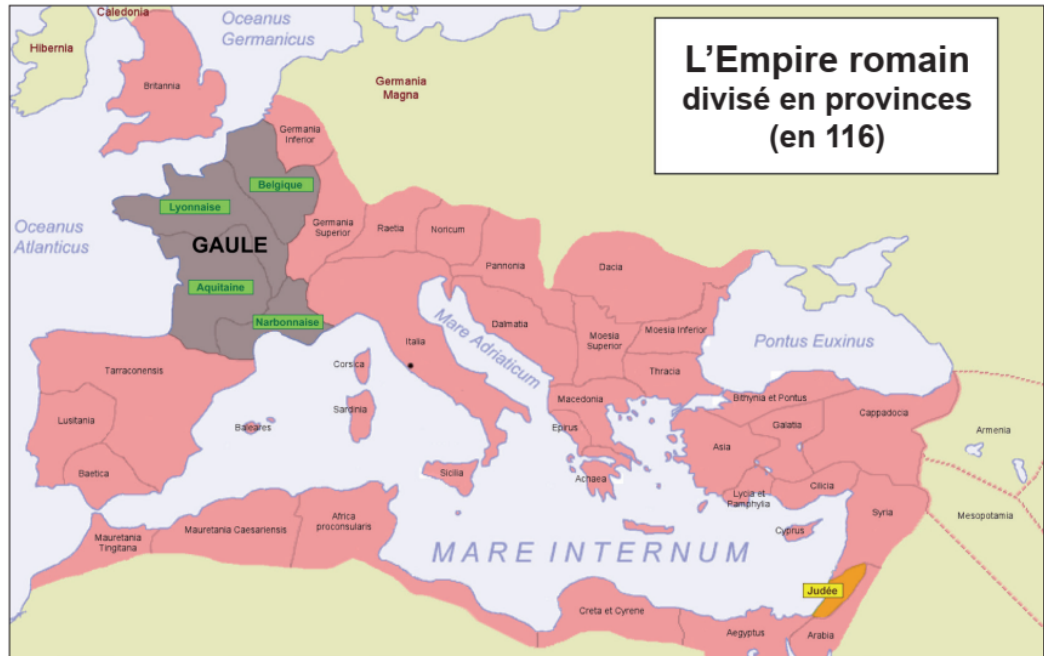 Caledonia
Oceanus
Germanicus
Hibernia
Britannia
Germania
Magna
L’Empire romain
divisé en provinces
(en 116)
Germania
Inferior
Belgique
Lyonnaise
Oceanus
Atlanticus
GAULE
Germania
Superior
Raetia
Noricum
Pannonia
Dacia
Aquitaine
Narbonnaise
Mare Adriaticum
Dalmatia
Moesia
Superior
Moesia Inferior
Pontus Euxinus
Italia
Corsica
Thracia
Tarraconensis
Sardinia
Macedonia
Bithynia et Pontus
Cappadocia
Lusitania
Baleares
Epirus
Asia
Galatia
Armenia
Baetica
Sicilia
Achaea
Lycia et
Pamphylia
Cilicia
Syria
Mesopotamia
Mauretania
Tingitana
Mauretania Caesariensis
Africa
proconsularis
Cyprus
MARE INTERNUM
Judée
Creta et Cyrene
Aegyptus
Arabia